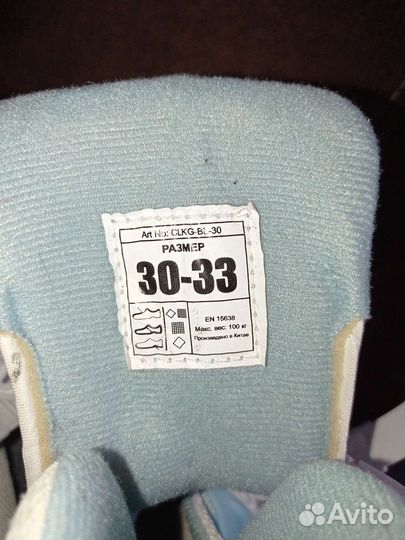 Art No: CLKG-BL-30
РАЗМЕР
30-33
EN 15638
Макс. вес: 100 кг
Произведено в Китае
Avito